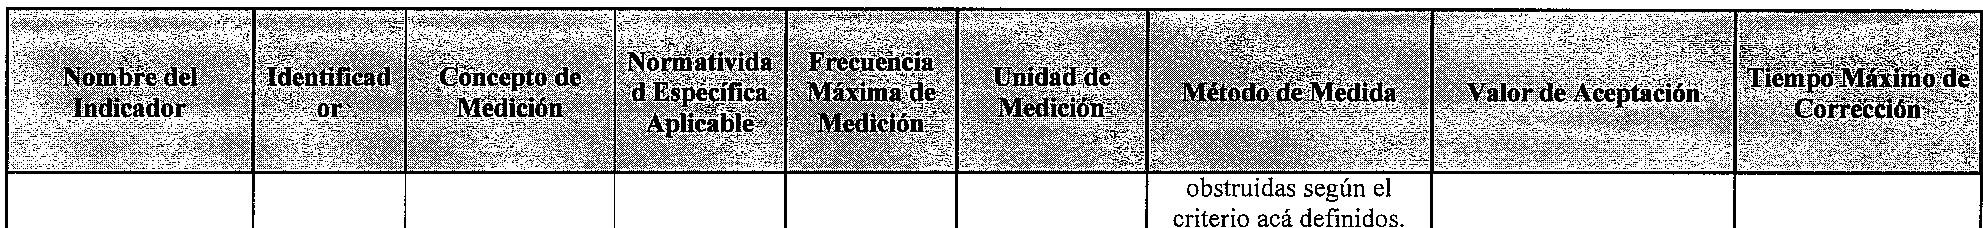 Nombre del
Indicador
Identificad
or
Concepto de
Medición
Normativida
d Específica
Aplicable
Frecuencia
Máxima de
Medición
Unidad de
Medición
Método de Medida
Valor de Aceptación
Tiempo Máximo de
Corrección
obstruidas según el
criterio acá definidos.